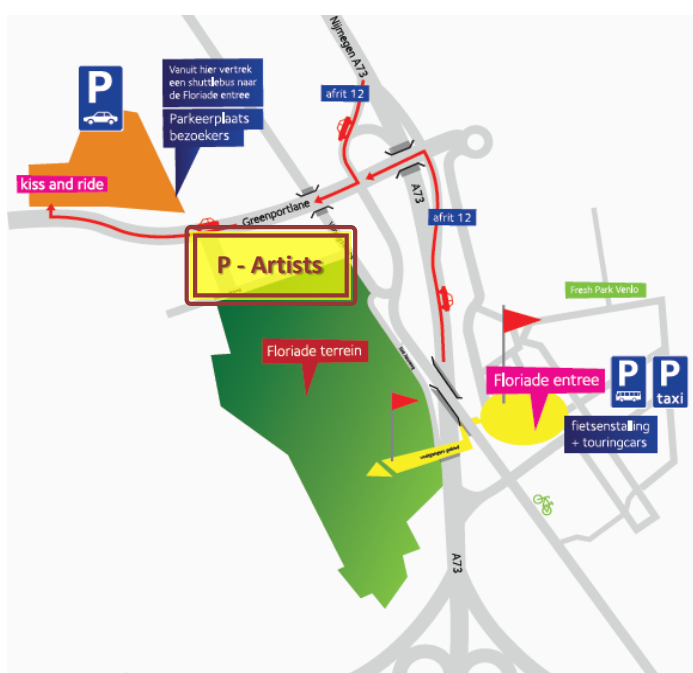 Nijmegen A73
Vanuit hier vertrek
een shuttlebus naar
de Floriade entree
P
afrit 12
Parkeerplaats
bezoekers
kiss and ride
Greenportlane
A73
afrit 12
P - Artists
Fresh Park Venlo
Floriade terrein
Floriade entree
P
P
taxi
fietsenstalling
+ touringcars
A73